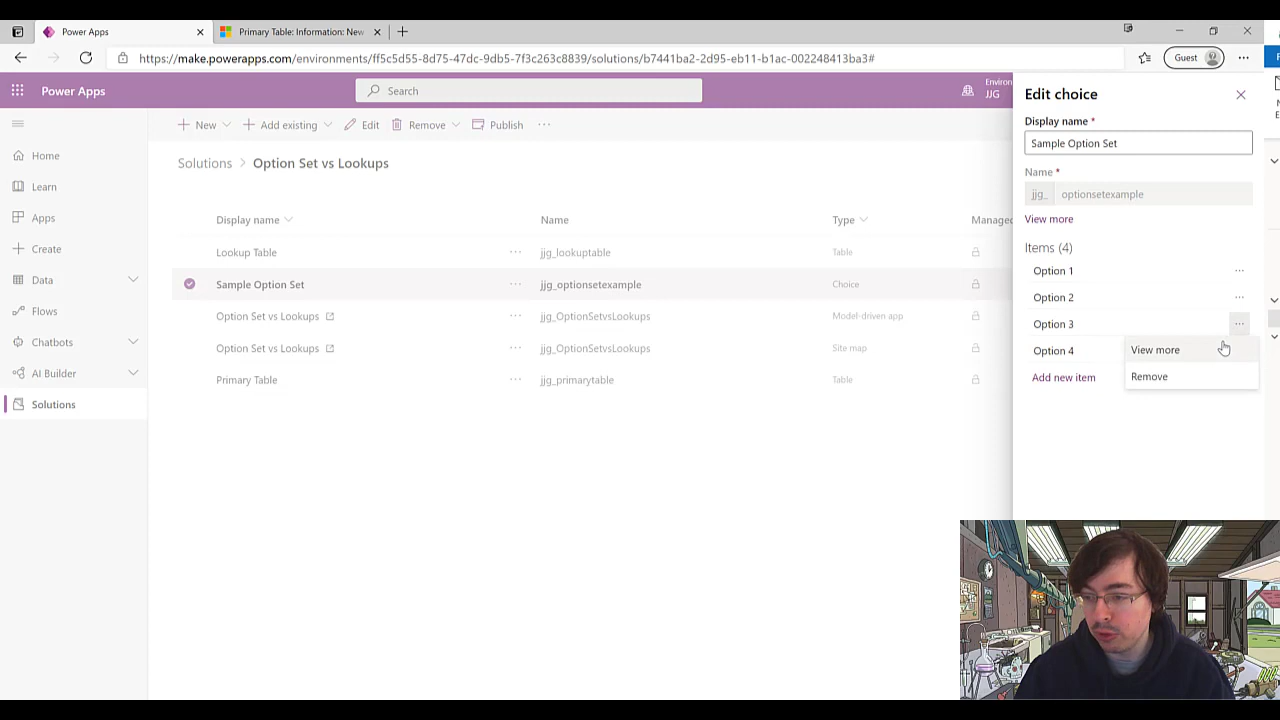 Power Apps
Primary Table: Information: New
https://make.powerapps.com/environments/ff5c5d55-8d75-47dc-9db5-7f3c263c8839/solutions/b7441ba2-2d95-eb11-b1ac-002248413ba3#
Guest
Power Apps
Search
Environ
JJG
New
Add existing
Edit
Remove
Publish
Home
Learn
Apps
Create
Data
Flows
Chatbots
AI Builder
Solutions
Solutions > Option Set vs Lookups
Display name
Name
Type
Managed
Lookup Table
jjg_lookuptable
Table
Sample Option Set
jjg_optionsetexample
Choice
Option Set vs Lookups
jjg_OptionSetvsLookups
Model-driven app
Option Set vs Lookups
jjg_OptionSetvsLookups
Site map
Primary Table
jjg_primarytable
Table
Edit choice
Display name *
Sample Option Set
Name *
jjg_ optionsetexample
View more
Items (4)
Option 1
Option 2
Option 3
Option 4
View more
Remove
Add new item